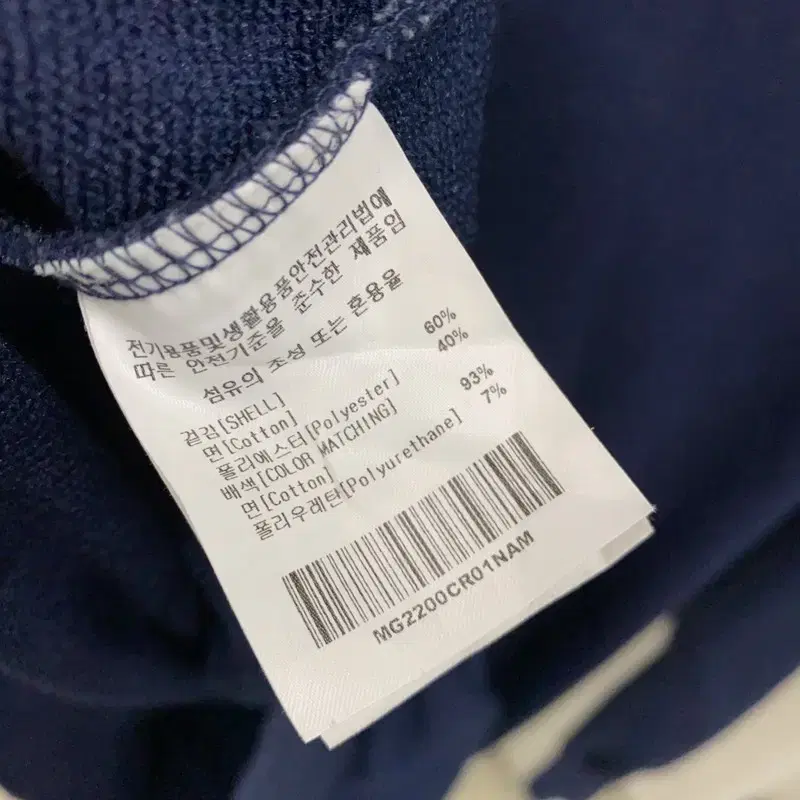 전기용품및생활용품안전관리법에
따른 안전기준을 준수한 제품임
섬유의 조성 또는 혼용율
겉감[SHELL]
면[Cotton] 60%
폴리에스터[Polyester] 40%
배색[COLOR MATCHING]
면[Cotton] 93%
폴리우레탄[Polyurethane] 7%
MG2200CR01NAM